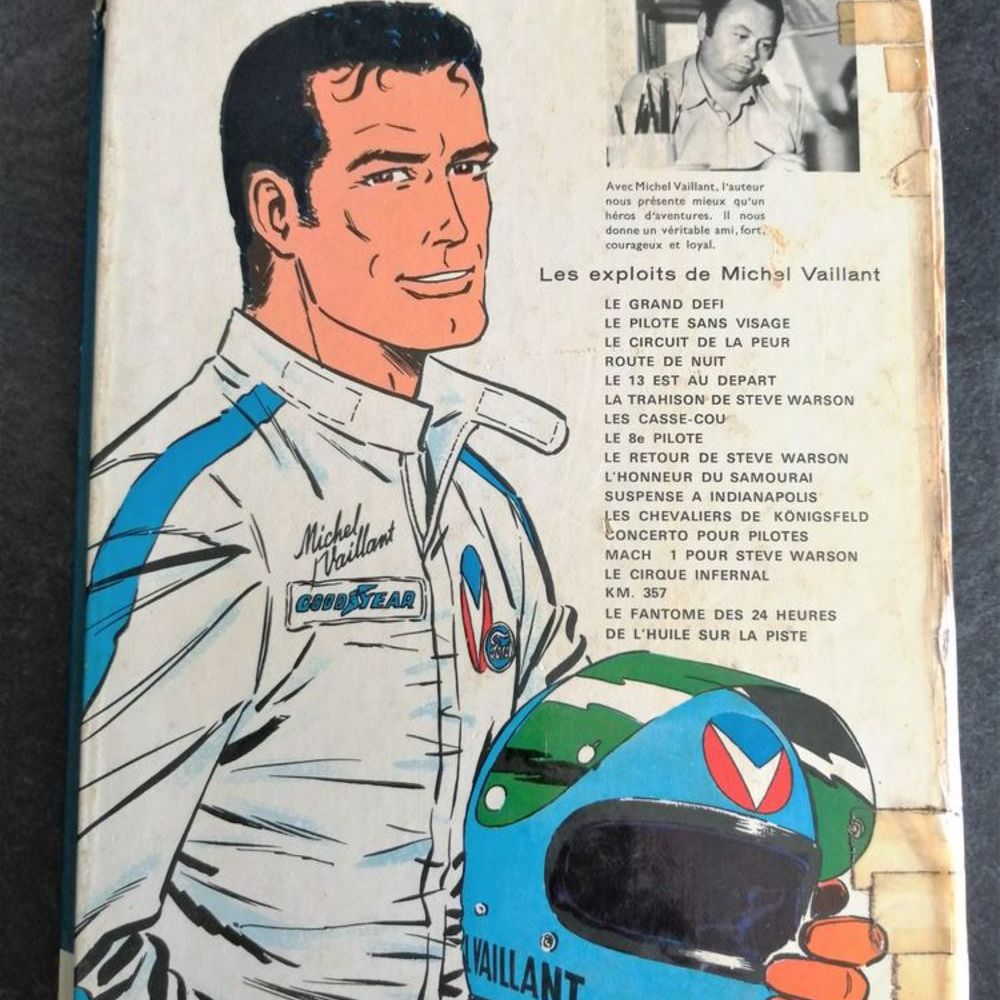 Avec Michel Vaillant, l'auteur
nous présente mieux qu'un
héros d'aventures. Il nous
donne un véritable ami, fort,
courageux et loyal.
Les exploits de Michel Vaillant
LE GRAND DEFI
LE PILOTE SANS VISAGE
LE CIRCUIT DE LA PEUR
ROUTE DE NUIT
LE 13 EST AU DEPART
LA TRAHISON DE STEVE WARSON
LES CASSE-COU
LE 8e PILOTE
LE RETOUR DE STEVE WARSON
L'HONNEUR DU SAMOURAI
SUSPENSE A INDIANAPOLIS
LES CHEVALIERS DE KÖNIGSFELD
CONCERTO POUR PILOTES
MACH 1 POUR STEVE WARSON
LE CIRQUE INFERNAL
KM. 357
LE FANTOME DES 24 HEURES
DE L'HUILE SUR LA PISTE
Michel
Vaillant
GOODYEAR
Ford
L VAILLANT